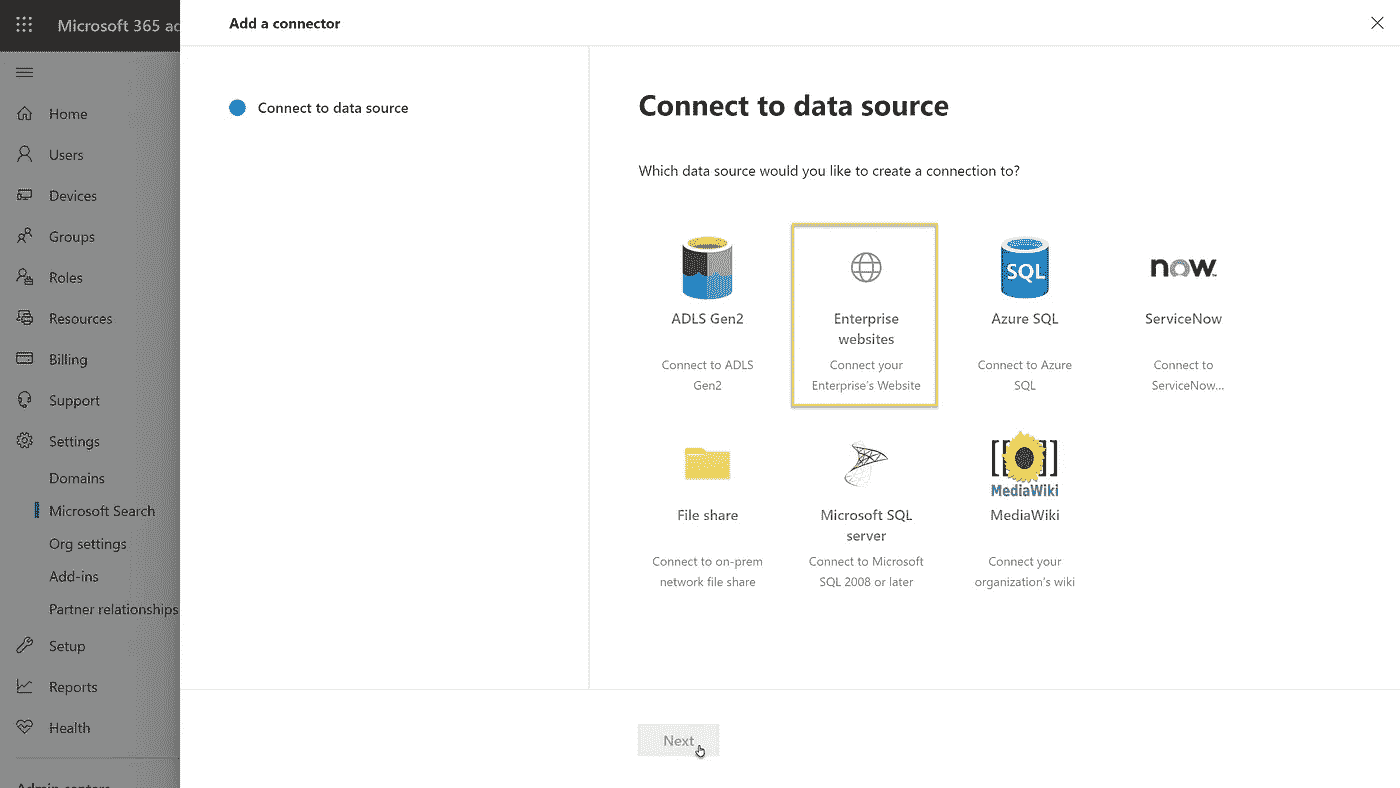 Microsoft 365 ad
Add a connector
Home
Users
Devices
Groups
Roles
Resources
Billing
Support
Settings
Domains
Microsoft Search
Org settings
Add-ins
Partner relationships
Setup
Reports
Health
Admin centers
Connect to data source
Connect to data source
Which data source would you like to create a connection to?
ADLS Gen2
Connect to ADLS
Gen2
Enterprise
websites
Connect your
Enterprise's Website
SQL
Azure SQL
Connect to Azure
SQL
now
ServiceNow
Connect to
ServiceNow...
File share
Connect to on-prem
network file share
Microsoft SQL
server
Connect to Microsoft
SQL 2008 or later
MediaWiki
MediaWiki
Connect your
organization's wiki
Next